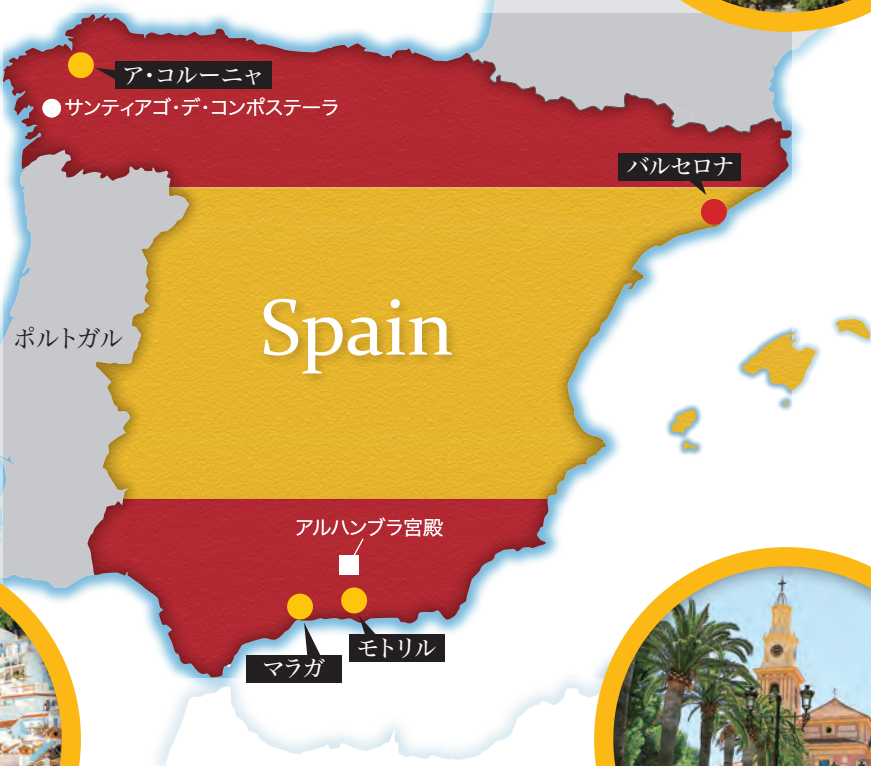 ア・コルーニャ
サンティアゴ・デ・コンポステーラ
バルセロナ
Spain
ポルトガル
アルハンブラ宮殿
モトリル
マラガ